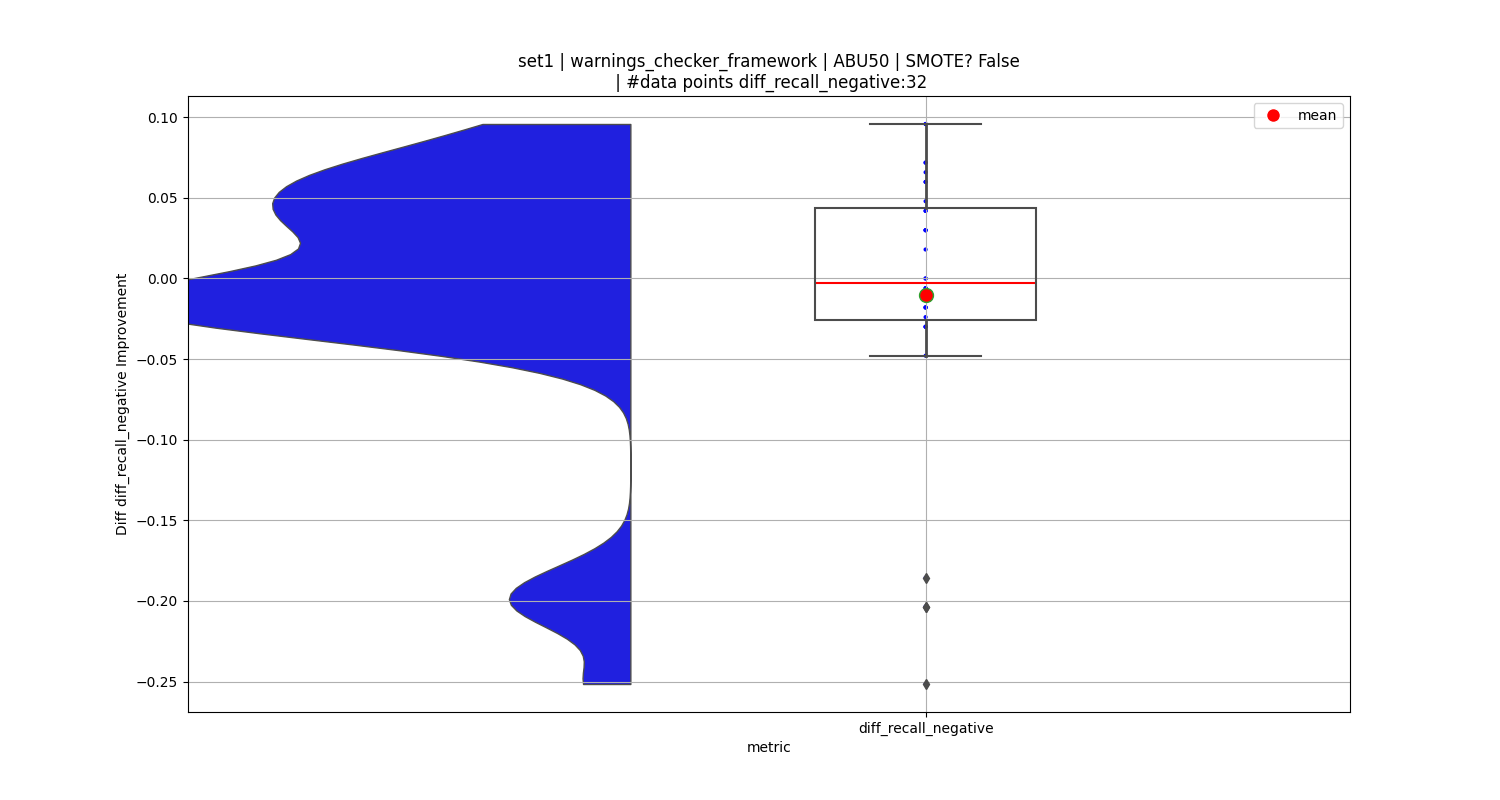 set1 | warnings_checker_framework | ABU50 | SMOTE? False
| #data points diff_recall_negative:32
mean
0.10
0.05
0.00
−0.05
−0.10
−0.15
−0.20
−0.25
Diff diff_recall_negative Improvement
diff_recall_negative
metric